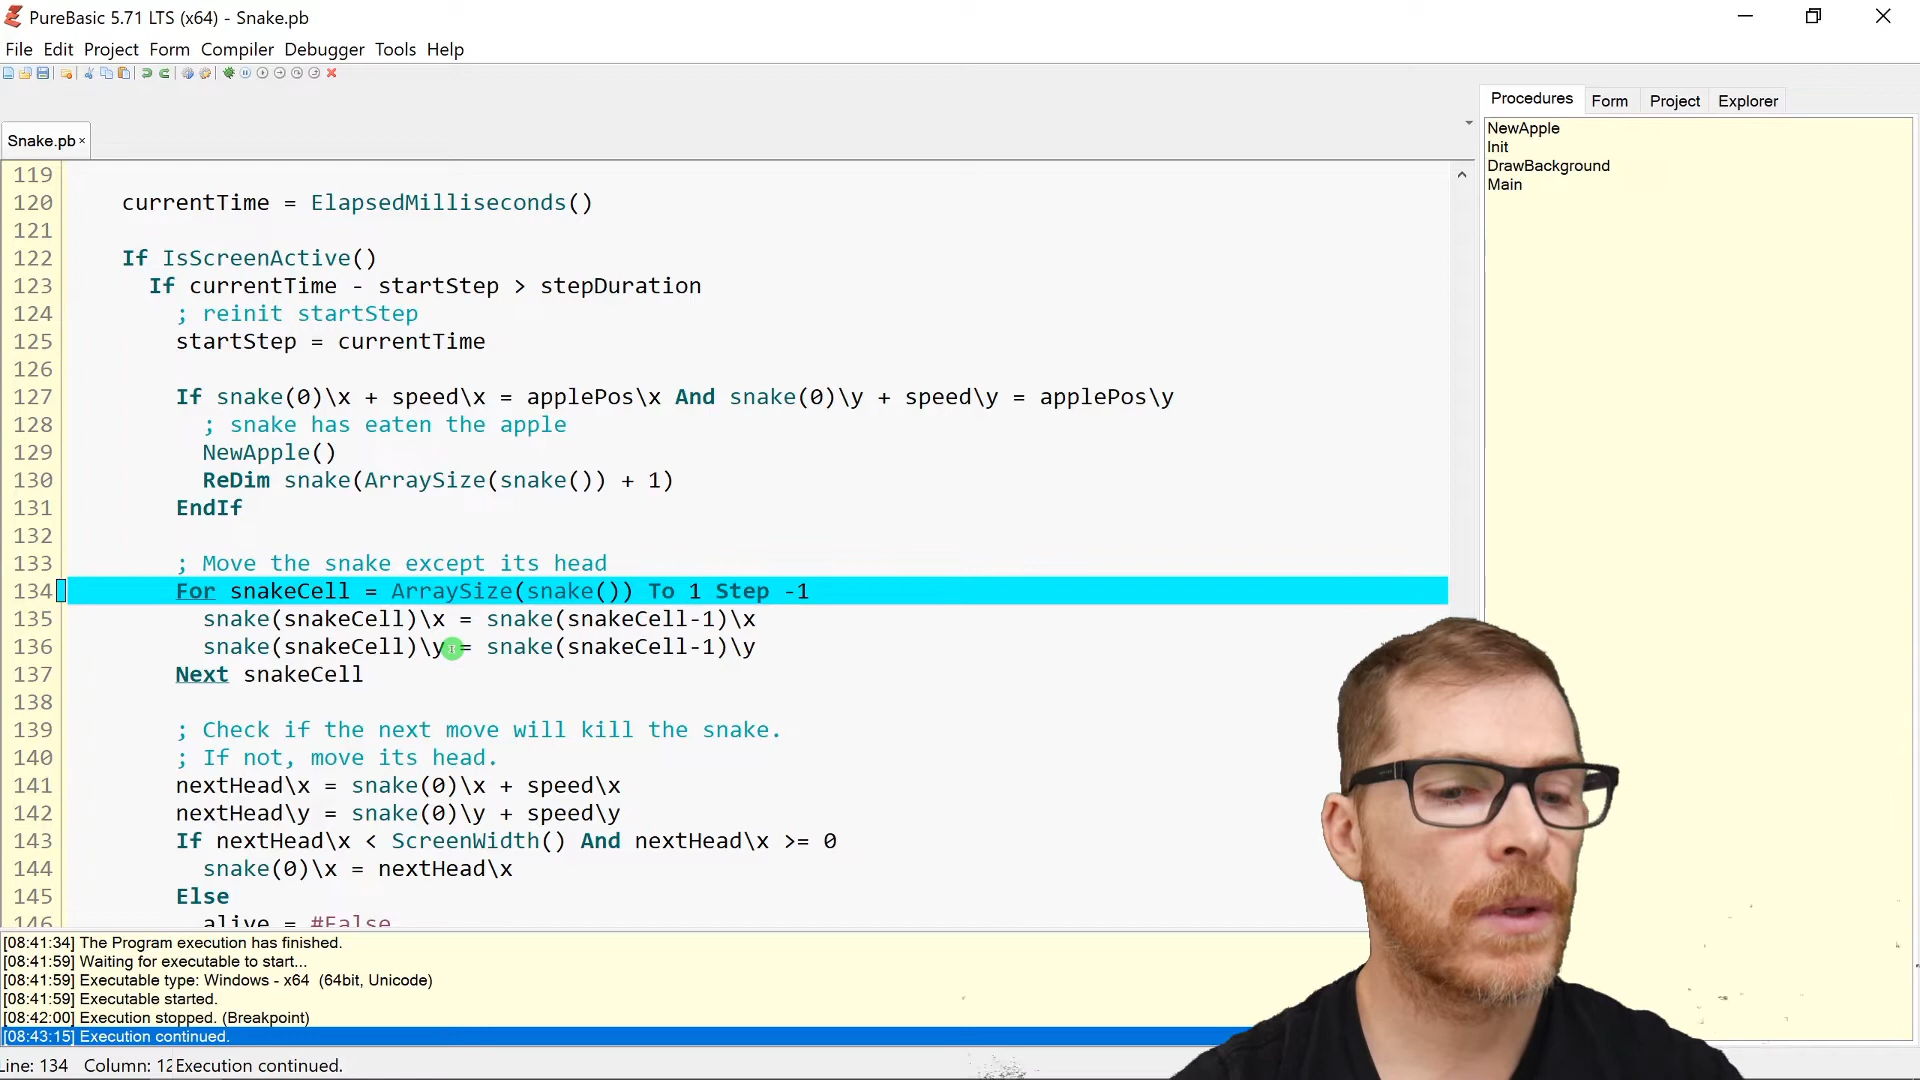 PureBasic 5.71 LTS (x64) - Snake.pb
File Edit Project Form Compiler Debugger Tools Help
Procedures Form Project Explorer
Snake.pb
NewApple
Init
DrawBackground
Main
119
120 currentTime = ElapsedMilliseconds()
121
122 If IsScreenActive()
123 If currentTime - startStep > stepDuration
124 ; reinit startStep
125 startStep = currentTime
126
127 If snake(0)\x + speed\x = applePos\x And snake(0)\y + speed\y = applePos\y
128 ; snake has eaten the apple
129 NewApple()
130 ReDim snake(ArraySize(snake()) + 1)
131 EndIf
132
133 ; Move the snake except its head
134 For snakeCell = ArraySize(snake()) To 1 Step -1
135 snake(snakeCell)\x = snake(snakeCell-1)\x
136 snake(snakeCell)\y = snake(snakeCell-1)\y
137 Next snakeCell
138
139 ; Check if the next move will kill the snake.
140 ; If not, move its head.
141 nextHead\x = snake(0)\x + speed\x
142 nextHead\y = snake(0)\y + speed\y
143 If nextHead\x < ScreenWidth() And nextHead\x >= 0
144 snake(0)\x = nextHead\x
145 Else
146 alive = #False
[08:41:34] The Program execution has finished.
[08:41:59] Waiting for executable to start...
[08:41:59] Executable type: Windows - x64 (64bit, Unicode)
[08:41:59] Executable started.
[08:42:00] Execution stopped. (Breakpoint)
[08:43:15] Execution continued.
Line: 134 Column: 12 Execution continued.